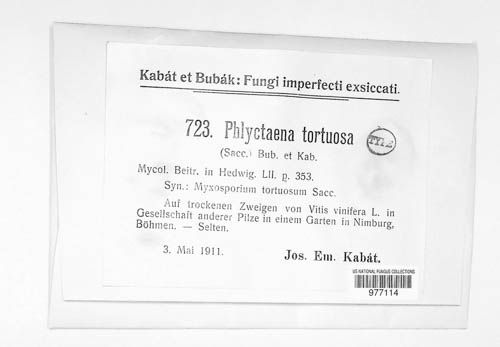 Kabát et Bubák: Fungi imperfecti exsiccati.
723. Phlyctaena tortuosa
TYPE
(Sacc.) Bub. et Kab.
Mycol. Beitr. in Hedwig. LII. p. 353.
Syn.: Myxosporium tortuosum Sacc.
Auf trockenen Zweigen von Vitis vinifera L. in
Gesellschaft anderer Pilze in einem Garten in Nimburg,
Böhmen. — Selten.
3. Mai 1911.
Jos. Em. Kabát.
US NATIONAL FUNGUS COLLECTIONS
977114